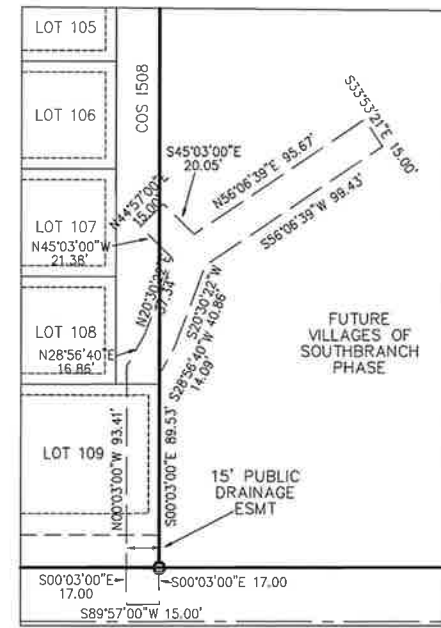 LOT 105
LOT 106
COS 1508
S33°53'21"E 15.00'
S45°03'00"E
20.05'
N56°06'39"E 95.67'
N44°57'00"E
15.00'
LOT 107
N45°03'00"W
21.38'
S56°06'39"W 99.43'
N20°30'22"E
37.34'
S20°30'22"W
40.86'
LOT 108
N28°56'40"E
16.86'
S28°56'40"W
14.09'
FUTURE
VILLAGES OF
SOUTHBRANCH
PHASE
LOT 109
N00°03'00"W 93.41'
S00°03'00"E 89.53'
15' PUBLIC
DRAINAGE
ESMT
S00°03'00"E
17.00
S00°03'00"E 17.00
S89°57'00"W 15.00'